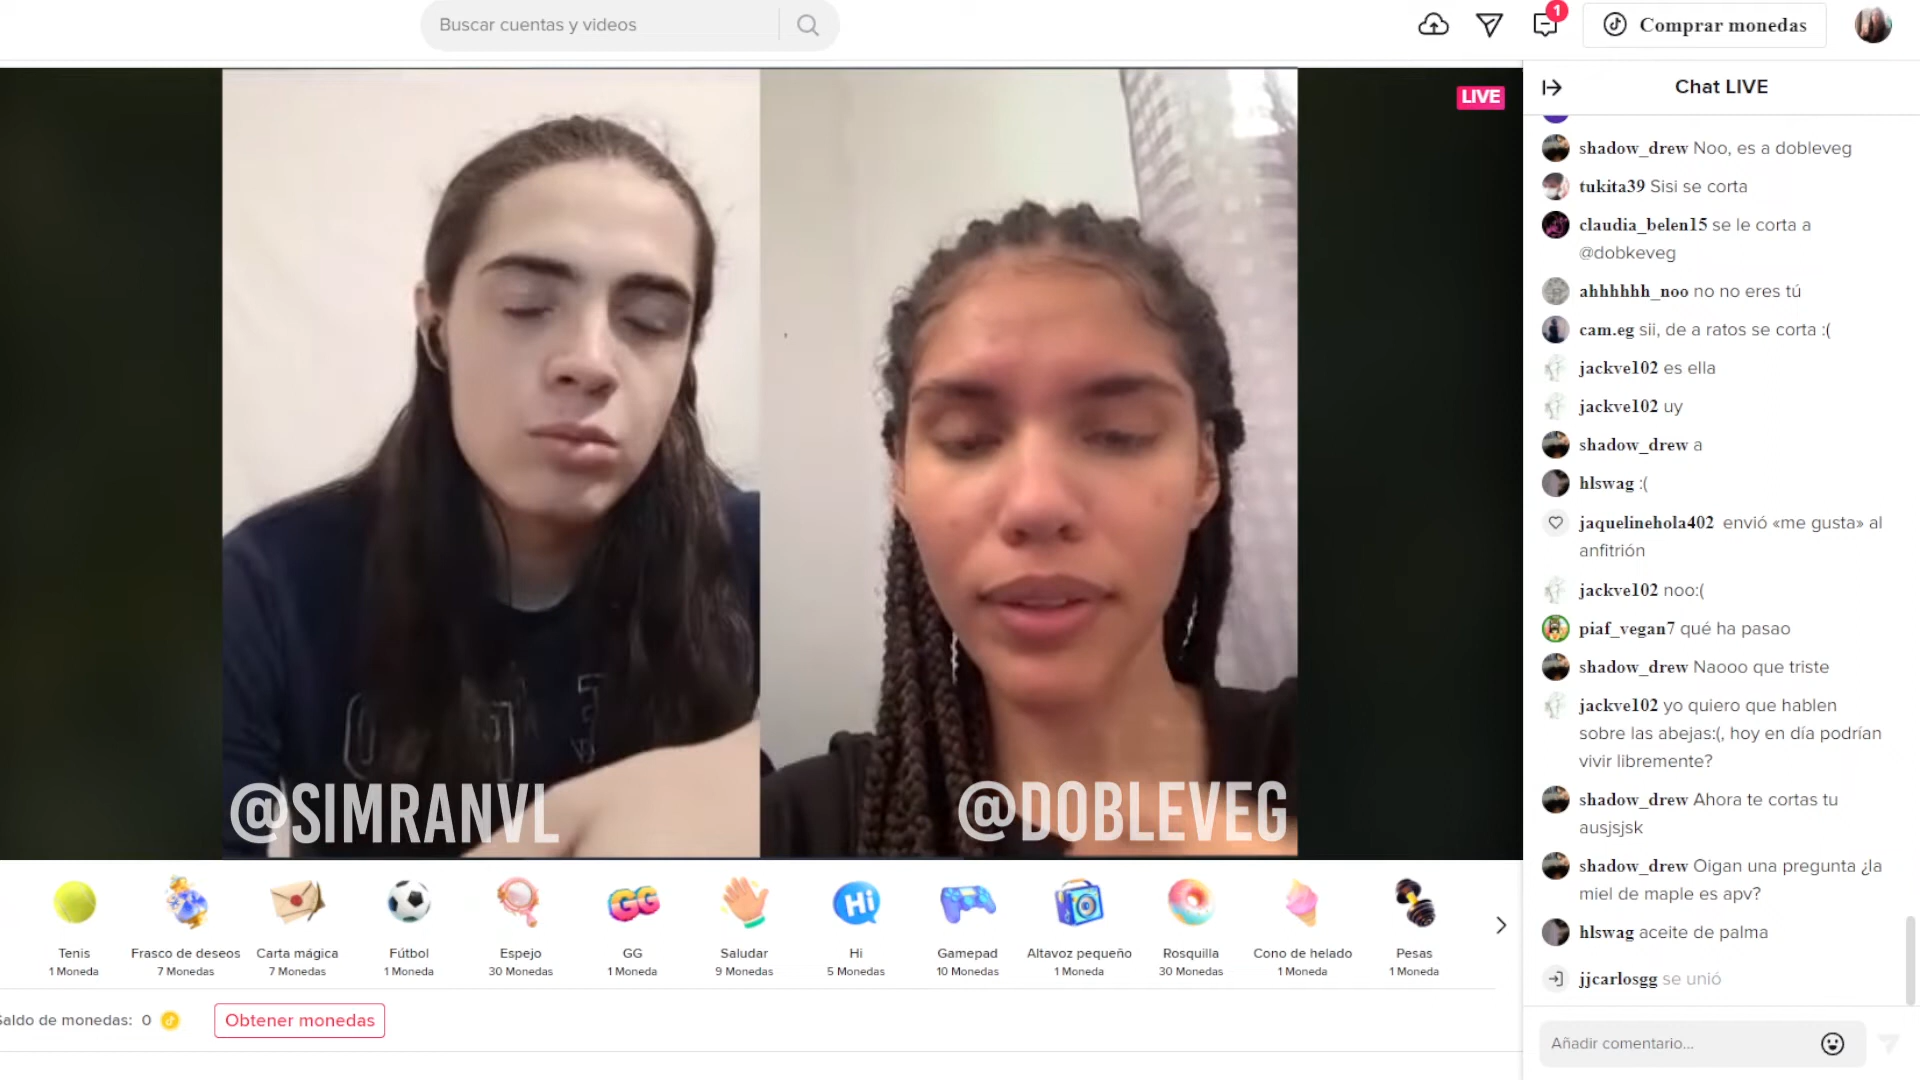 Buscar cuentas y videos
1
Comprar monedas
LIVE
Chat LIVE
shadow_drew Noo, es a dobleveg
tukita39 Sisi se corta
claudia_belen15 se le corta a
@dobkeveg
ahhhhhh_noo no no eres tú
cam.eg sii, de a ratos se corta :(
jackve102 es ella
jackve102 uy
shadow_drew a
hlswag :(
jaquelinehola402 envió «me gusta» al
anfitrión
jackve102 noo:(
piaf_vegan7 qué ha pasao
shadow_drew Naooo que triste
jackve102 yo quiero que hablen
sobre las abejas:(, hoy en día podrían
vivir libremente?
shadow_drew Ahora te cortas tu
ausjsjsk
shadow_drew Oigan una pregunta ¿la
miel de maple es apv?
hlswag aceite de palma
jjcarlosgg se unió
Añadir comentario...
@SIMRANVL
@DOBLEVEG
GG
Hi
Tenis
1 Moneda
Frasco de deseos
7 Monedas
Carta mágica
7 Monedas
Fútbol
1 Moneda
Espejo
30 Monedas
GG
1 Moneda
Saludar
9 Monedas
Hi
5 Monedas
Gamepad
10 Monedas
Altavoz pequeño
1 Moneda
Rosquilla
30 Monedas
Cono de helado
1 Moneda
Pesas
1 Moneda
Saldo de monedas: 0
Obtener monedas